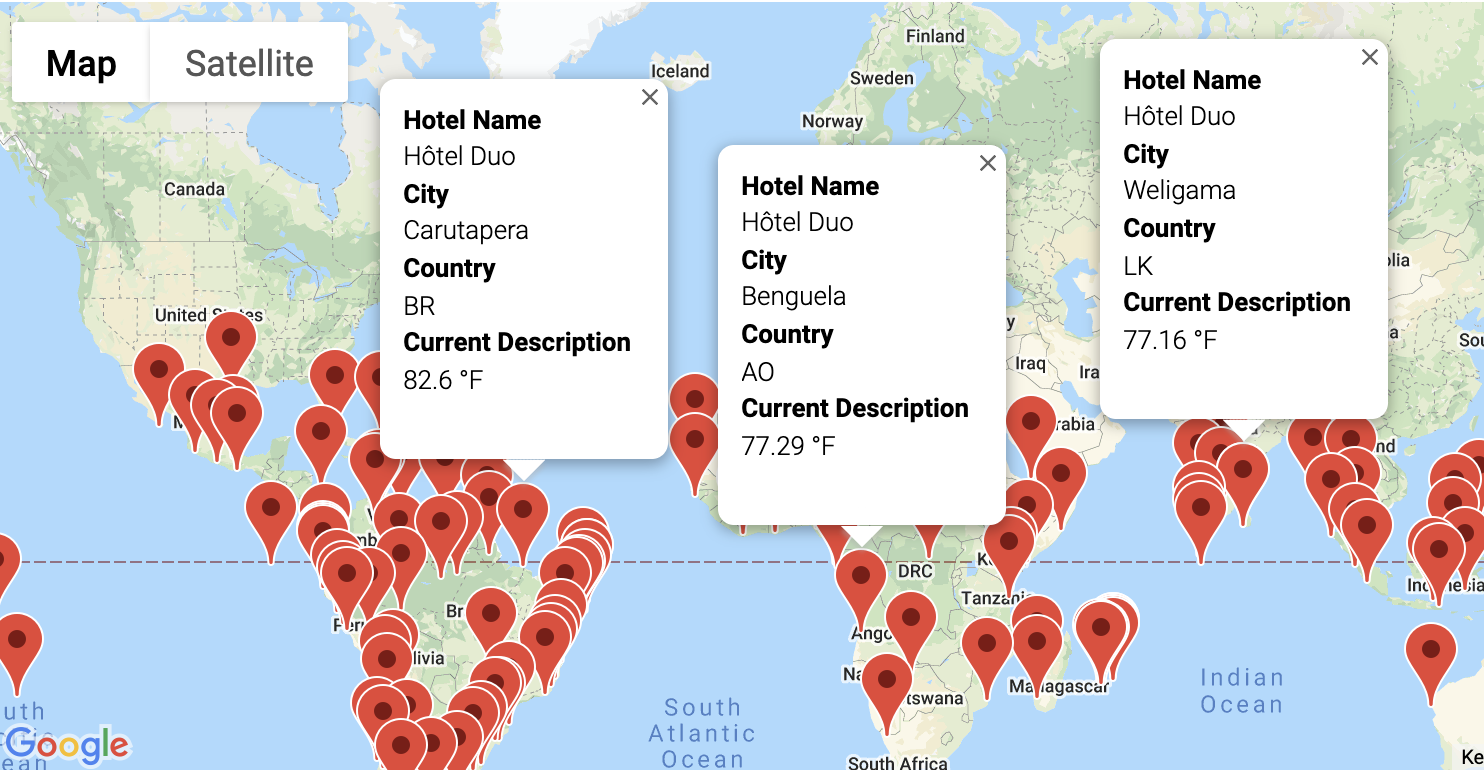 Map
Satellite
Hotel Name
Hôtel Duo
City
Carutapera
Country
BR
Current Description
82.6 °F
Hotel Name
Hôtel Duo
City
Benguela
Country
AO
Current Description
77.29 °F
Hotel Name
Hôtel Duo
City
Weligama
Country
LK
Current Description
77.16 °F
Finland
Iceland
Sweden
Norway
Canada
United States
Iraq
DRC
Tanzania
Madagascar
Indian
Ocean
South
Atlantic
Ocean
South Africa
Indonesia
Google